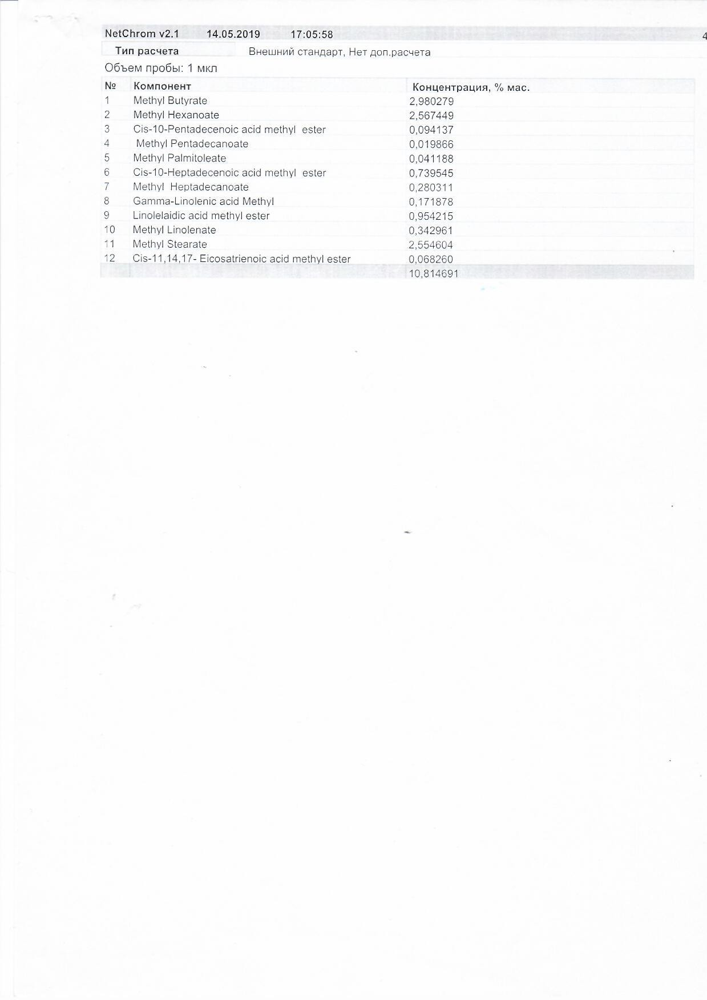 NetChrom v2.1 14.05.2019 17:05:58 4
Тип расчета Внешний стандарт, Нет доп.расчета
Объем пробы: 1 мкл
№ Компонент Концентрация, % мас.
1 Methyl Butyrate 2,980279
2 Methyl Hexanoate 2,567449
3 Cis-10-Pentadecenoic acid methyl ester 0,094137
4 Methyl Pentadecanoate 0,019866
5 Methyl Palmitoleate 0,041188
6 Cis-10-Heptadecenoic acid methyl ester 0,739545
7 Methyl Heptadecanoate 0,280311
8 Gamma-Linolenic acid Methyl 0,171878
9 Linolelaidic acid methyl ester 0,954215
10 Methyl Linolenate 0,342961
11 Methyl Stearate 2,554604
12 Cis-11,14,17- Eicosatrienoic acid methyl ester 0,068260
10,814691